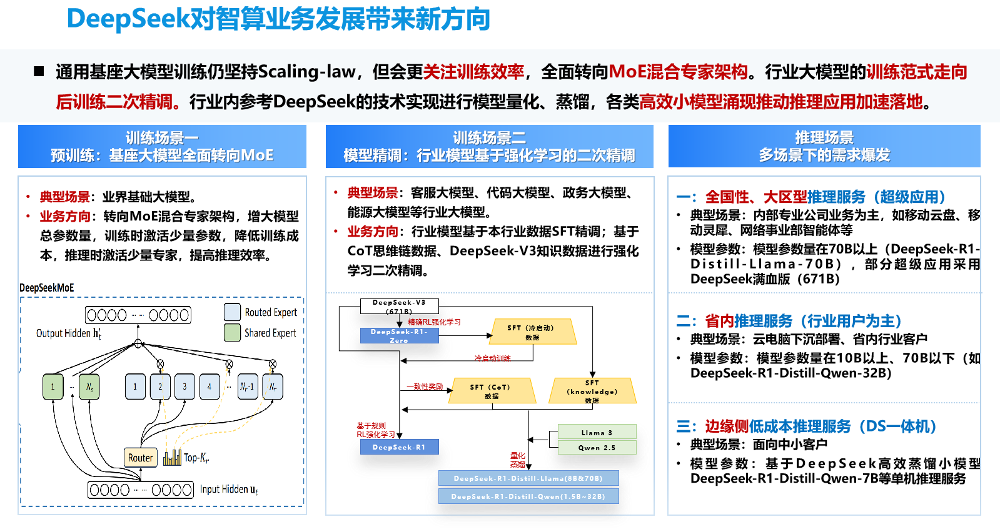 DeepSeek对智算业务发展带来新方向
■ 通用基座大模型训练仍坚持Scaling-law，但会更关注训练效率，全面转向MoE混合专家架构。行业大模型的训练范式走向
后训练二次精调。行业内参考DeepSeek的技术实现进行模型量化、蒸馏，各类高效小模型涌现推动推理应用加速落地。
训练场景一
预训练：基座大模型全面转向MoE
• 典型场景：业界基础大模型。
• 业务方向：转向MoE混合专家架构，增大模型
总参数量，训练时激活少量参数，降低训练成
本，推理时激活少量专家，提高推理效率。
DeepSeekMoE
Routed Expert
Shared Expert
Output Hidden h′t
1
...
Ns
1
2
3
4
...
Nr-1
Nr
Router
Top-Kr
Input Hidden ut
训练场景二
模型精调：行业模型基于强化学习的二次精调
• 典型场景：客服大模型、代码大模型、政务大模型、
能源大模型等行业大模型。
• 业务方向：行业模型基于本行业数据SFT精调；基于
CoT思维链数据、DeepSeek-V3知识数据进行强化
学习二次精调。
DeepSeek-V3
（671B）
精确RL强化学习
DeepSeek-R1-
Zero
SFT（冷启动）
数据
冷启动训练
一致性奖励
SFT（CoT）
数据
SFT
（knowledge）
数据
基于规则
RL强化学习
DeepSeek-R1
Llama 3
Qwen 2.5
量化
蒸馏
DeepSeek-R1-Distill-Llama(8B&70B)
DeepSeek-R1-Distill-Qwen(1.5B~32B)
推理场景
多场景下的需求爆发
一：全国性、大区型推理服务（超级应用）
• 典型场景：内部专业公司业务为主，如移动云盘、移
动灵犀、网络事业部智能体等
• 模型参数：模型参数量在70B以上（DeepSeek-R1-
Distill-Llama-70B），部分超级应用采用
DeepSeek满血版（671B）
二：省内推理服务（行业用户为主）
• 典型场景：云电脑下沉部署、省内行业客户
• 模型参数：模型参数量在10B以上、70B以下（如
DeepSeek-R1-Distill-Qwen-32B）
三：边缘侧低成本推理服务（DS一体机）
• 典型场景：面向中小客户
• 模型参数：基于DeepSeek高效蒸馏小模型
DeepSeek-R1-Distill-Qwen-7B等单机推理服务